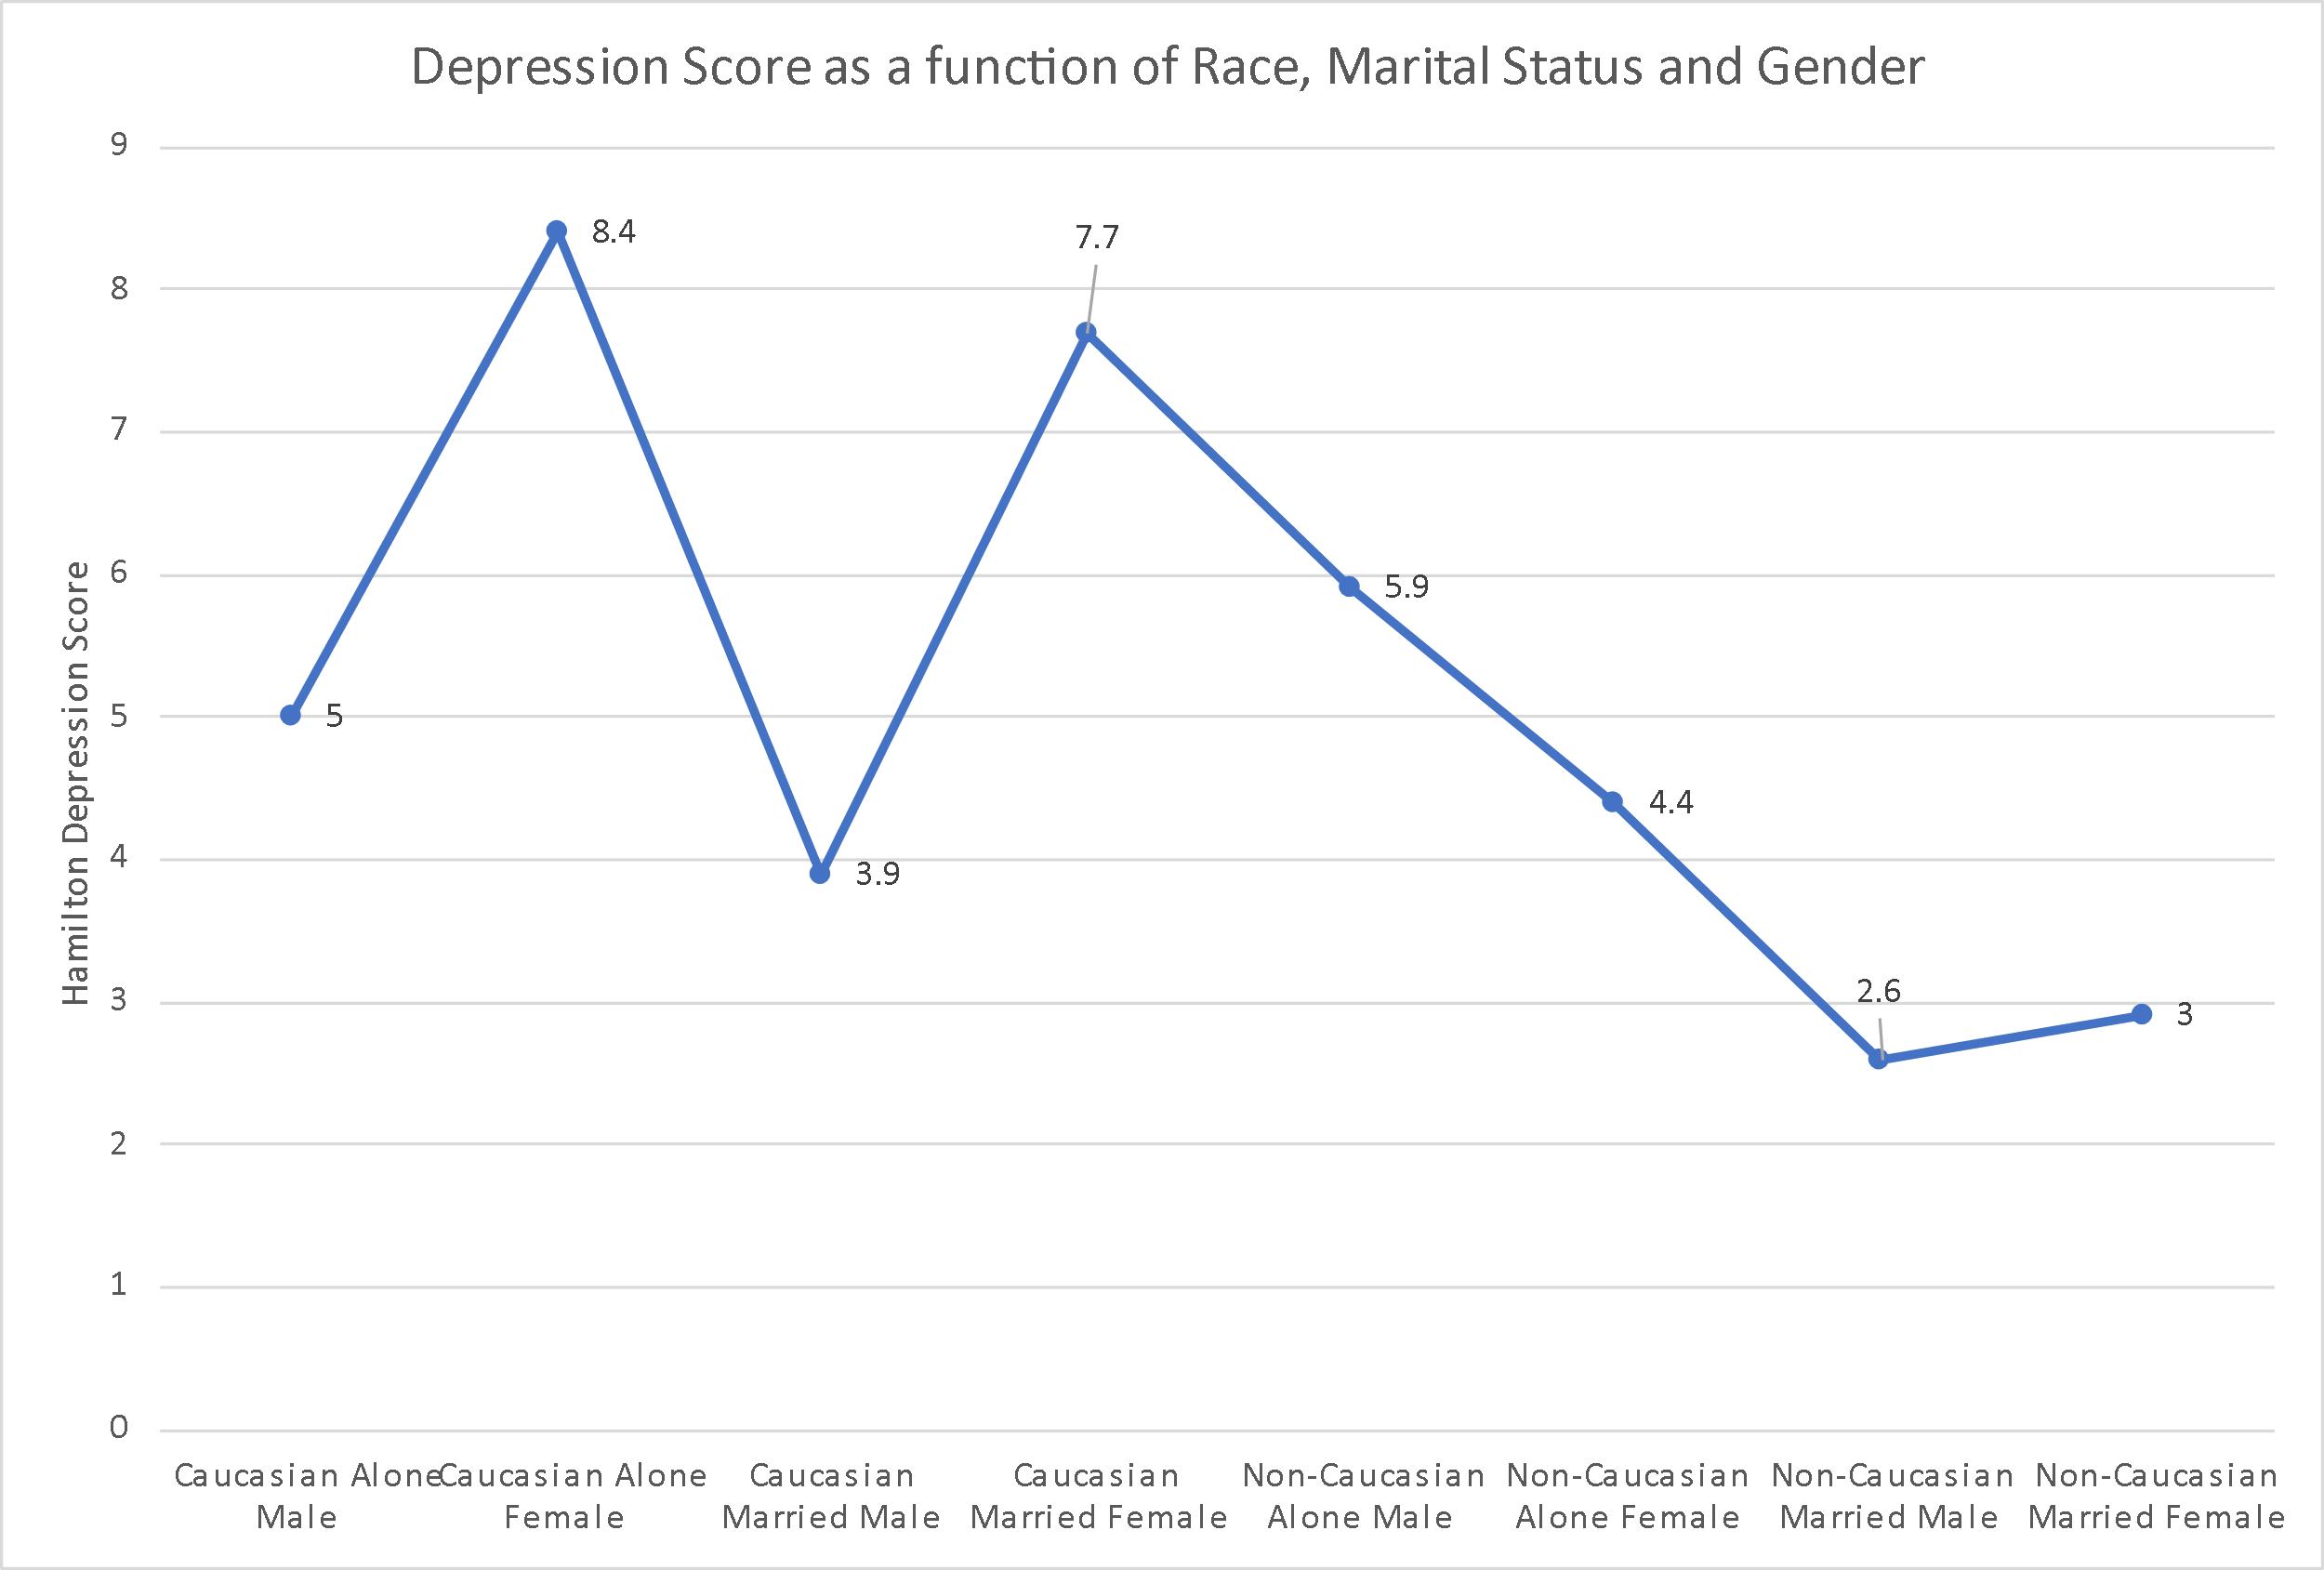 Depression Score as a function of Race, Marital Status and Gender
Hamilton Depression Score
9
8
7
6
5
4
3
2
1
0
5
8.4
3.9
7.7
5.9
4.4
2.6
3
Caucasian Alone
Male
Caucasian Alone
Female
Caucasian
Married Male
Caucasian
Married Female
Non-Caucasian
Alone Male
Non-Caucasian
Alone Female
Non-Caucasian
Married Male
Non-Caucasian
Married Female